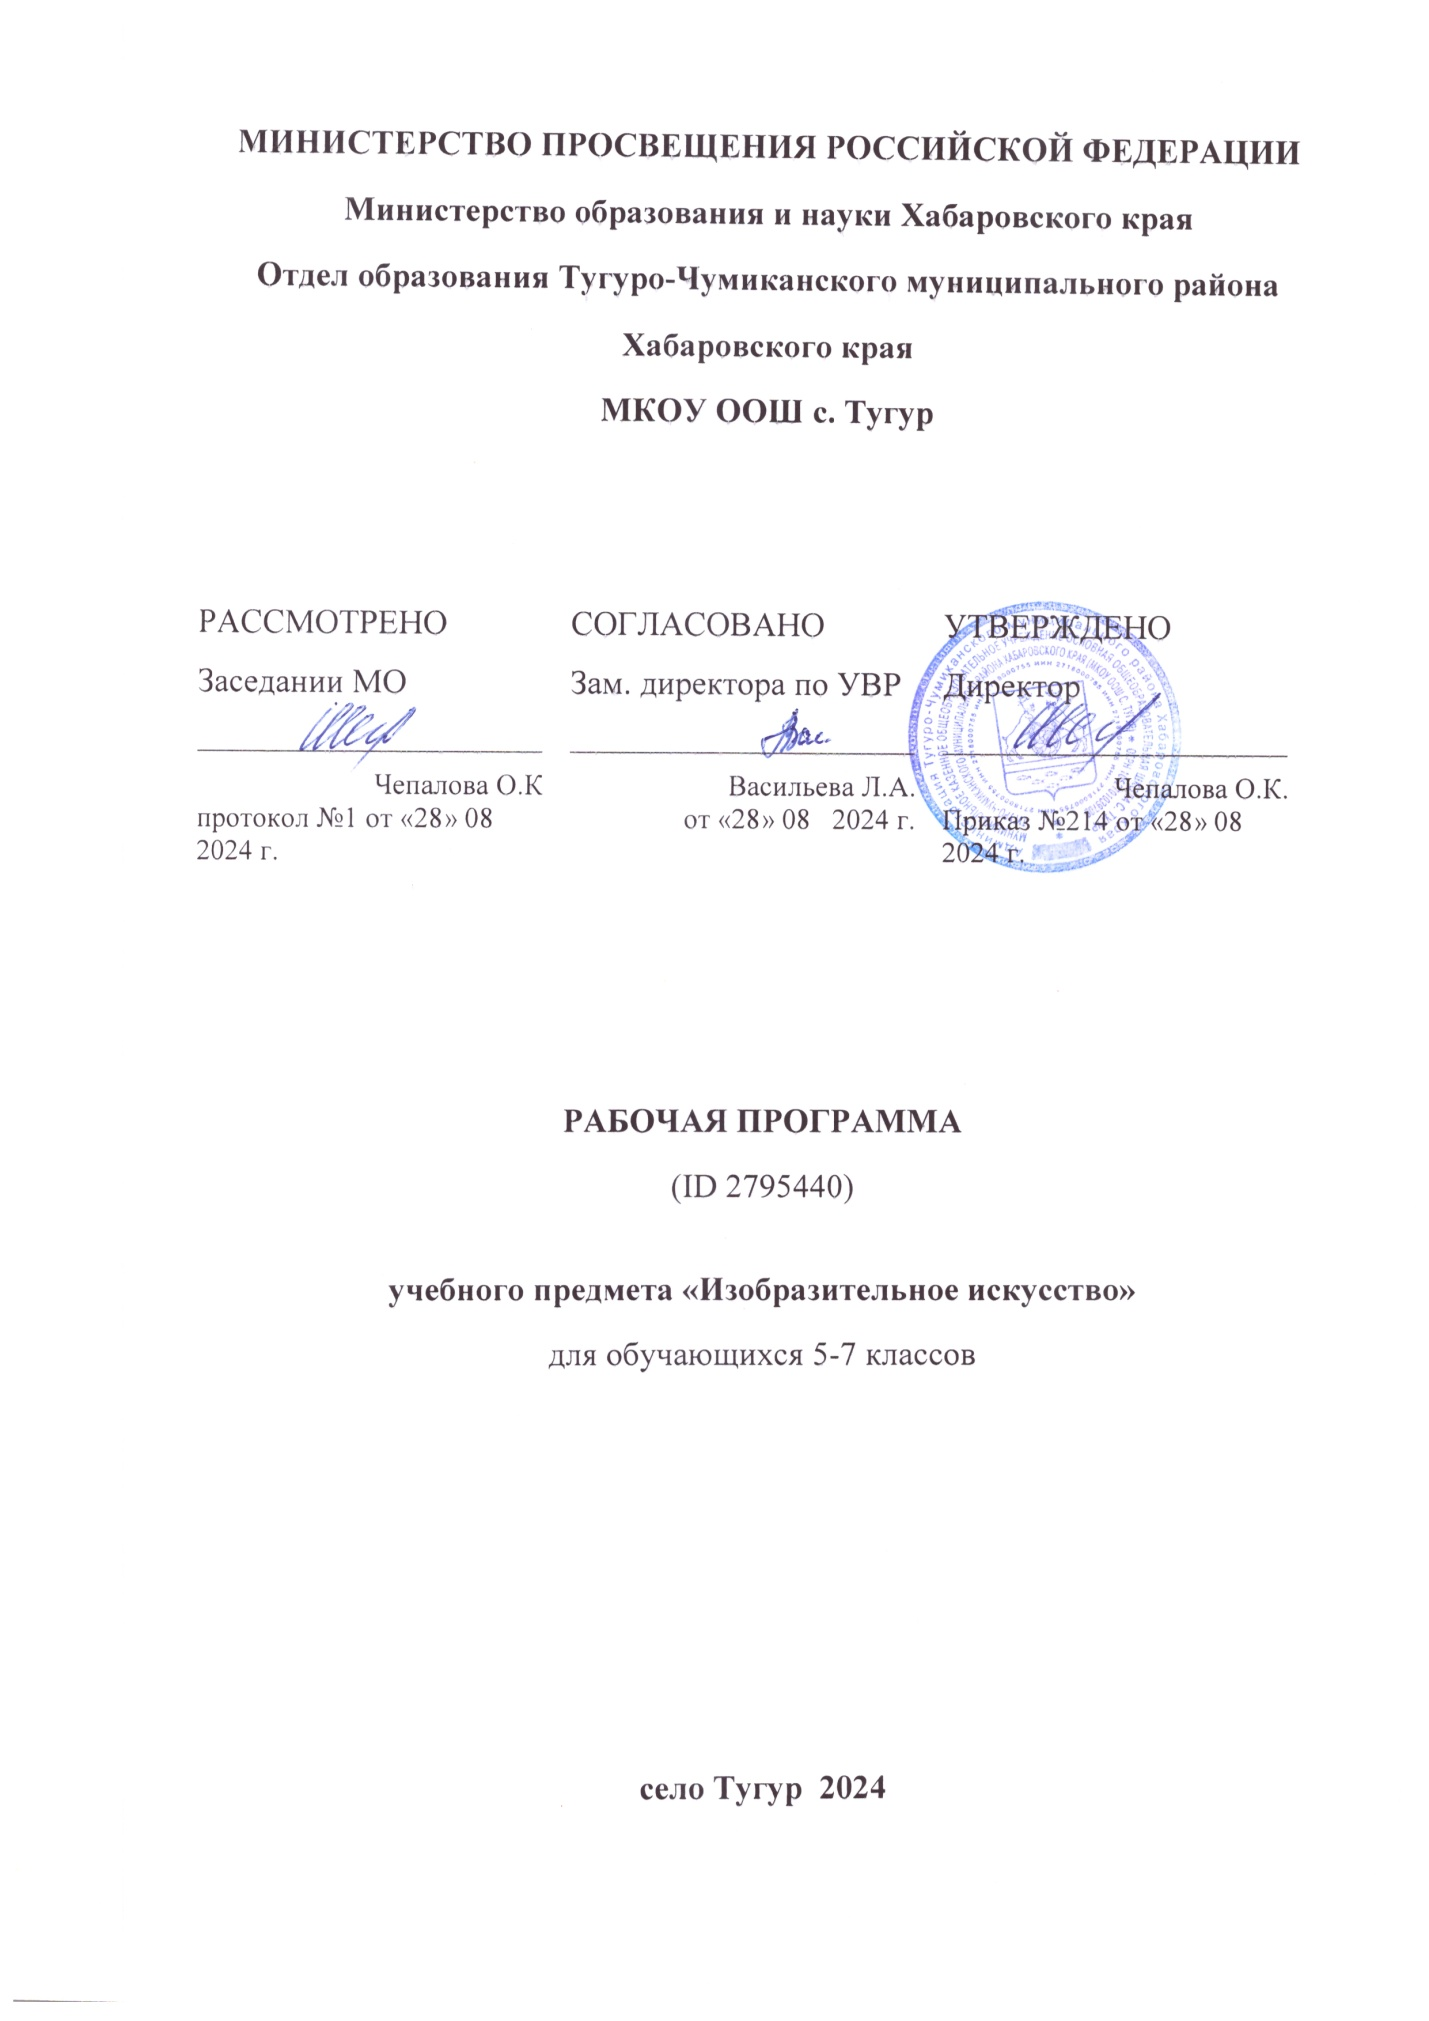 МИНИСТЕРСТВО ПРОСВЕЩЕНИЯ РОССИЙСКОЙ ФЕДЕРАЦИИ
Министерство образования и науки Хабаровского края
Отдел образования Тугуро-Чумиканского муниципального района
Хабаровского края
МКОУ ООШ с. Тугур
РАССМОТРЕНО
Заседании МО
Чепалова О.К
протокол №1 от «28» 08
2024 г.
СОГЛАСОВАНО
Зам. директора по УВР
Вас.
Васильева Л.А.
от «28» 08 2024 г.
УТВЕРЖДЕНО
Директор
Чепалова О.К.
Приказ №214 от «28» 08
2024 г.
РАБОЧАЯ ПРОГРАММА
(ID 2795440)
учебного предмета «Изобразительное искусство»
для обучающихся 5-7 классов
село Тугур 2024